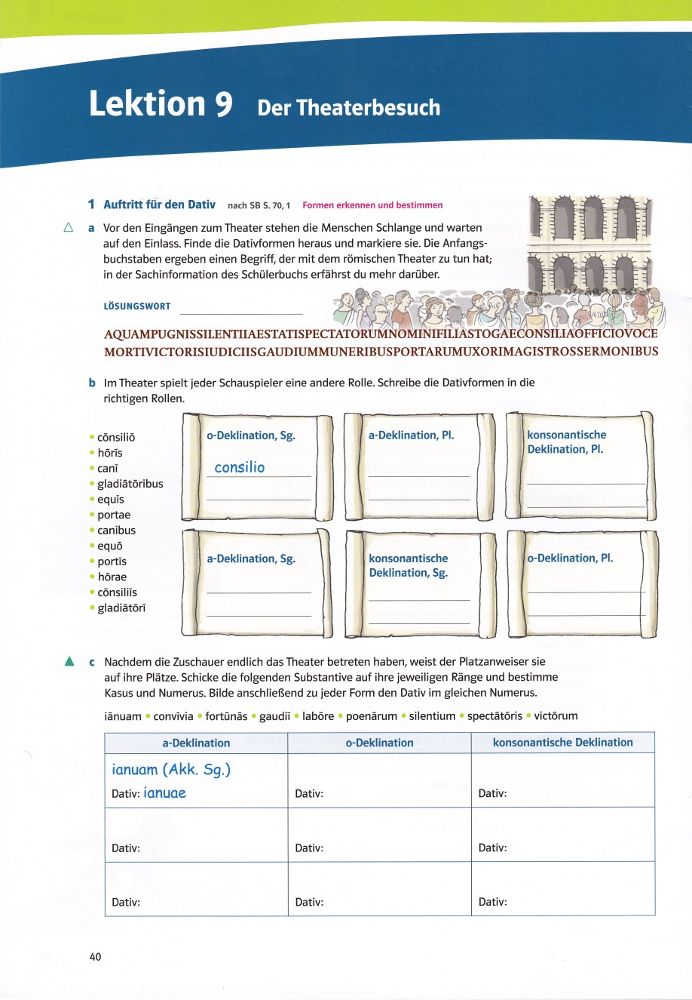 Lektion 9 Der Theaterbesuch
1 Auftritt für den Dativ nach SB S. 70, 1 Formen erkennen und bestimmen
a Vor den Eingängen zum Theater stehen die Menschen Schlange und warten
auf den Einlass. Finde die Dativformen heraus und markiere sie. Die Anfangs-
buchstaben ergeben einen Begriff, der mit dem römischen Theater zu tun hat;
in der Sachinformation des Schülerbuchs erfährst du mehr darüber.
LÖSUNGSWORT
AQUAMPUGNISSILENTIIAESTATISPECTATORUMNOMINIFILIASTOGAECONSILIAOFFICIOVOCE
MORTIVICTORISIUDICIISGAUDIUMMUNERIBUSPORTARUMUXORIMAGISTROSSERMONIBUS
b Im Theater spielt jeder Schauspieler eine andere Rolle. Schreibe die Dativformen in die
richtigen Rollen.
• cōnsiliō
• hōrīs
• canī
• gladiātōribus
• equīs
• portae
• canibus
• equō
• portīs
• hōrae
• cōnsiliīs
• gladiātōrī
o-Deklination, Sg.
consilio
a-Deklination, Pl.
konsonantische
Deklination, Pl.
a-Deklination, Sg.
konsonantische
Deklination, Sg.
o-Deklination, Pl.
c Nachdem die Zuschauer endlich das Theater betreten haben, weist der Platzanweiser sie
auf ihre Plätze. Schicke die folgenden Substantive auf ihre jeweiligen Ränge und bestimme
Kasus und Numerus. Bilde anschließend zu jeder Form den Dativ im gleichen Numerus.
iānuam • convīvia • fortūnās • gaudiī • labōre • poenārum • silentium • spectātōris • victōrum
a-Deklination o-Deklination konsonantische Deklination
ianuam (Akk. Sg.)
Dativ: ianuae Dativ: Dativ:
Dativ: Dativ: Dativ:
Dativ: Dativ: Dativ:
40